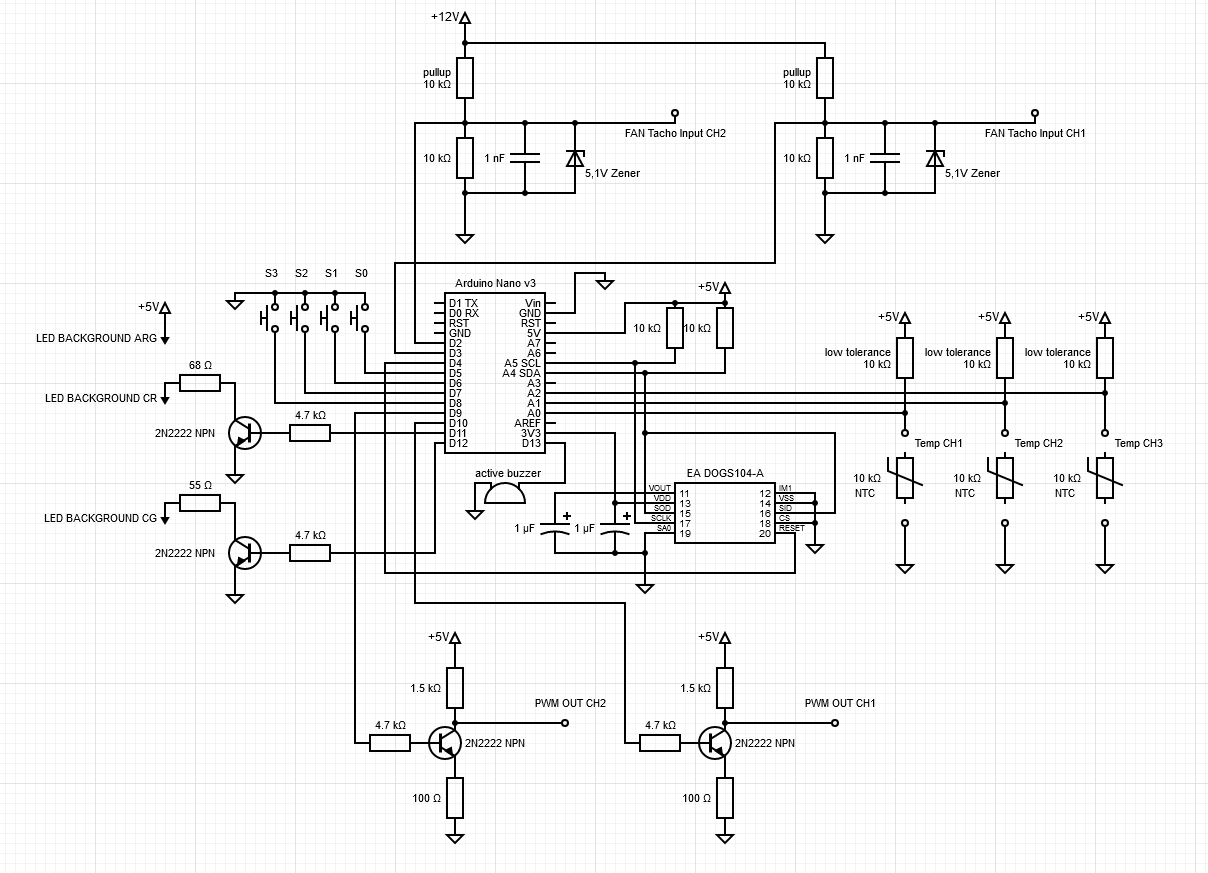 +12V
pullup
10 kΩ
pullup
10 kΩ
FAN Tacho Input CH2
FAN Tacho Input CH1
10 kΩ
1 nF
5,1V Zener
10 kΩ
1 nF
5,1V Zener
S3
S2
S1
S0
Arduino Nano v3
D1 TX
D0 RX
RST
GND
D2
D3
D4
D5
D6
D7
D8
D9
D10
D11
D12
Vin
GND
RST
5V
A7
A6
A5 SCL
A4 SDA
A3
A2
A1
A0
AREF
3V3
D13
+5V
10 kΩ
10 kΩ
+5V
LED BACKGROUND ARG
68 Ω
LED BACKGROUND CR
4.7 kΩ
2N2222 NPN
55 Ω
LED BACKGROUND CG
4.7 kΩ
2N2222 NPN
+5V
+5V
+5V
low tolerance
10 kΩ
low tolerance
10 kΩ
low tolerance
10 kΩ
Temp CH1
Temp CH2
Temp CH3
10 kΩ
NTC
10 kΩ
NTC
10 kΩ
NTC
active buzzer
EA DOGS104-A
VOUT
VDD
SOD
SCLK
SA0
11
13
15
17
19
12
14
16
18
20
IM1
VSS
SID
CS
RESET
1 µF
+
1 µF
+
+5V
1.5 kΩ
PWM OUT CH2
4.7 kΩ
2N2222 NPN
100 Ω
+5V
1.5 kΩ
PWM OUT CH1
4.7 kΩ
2N2222 NPN
100 Ω